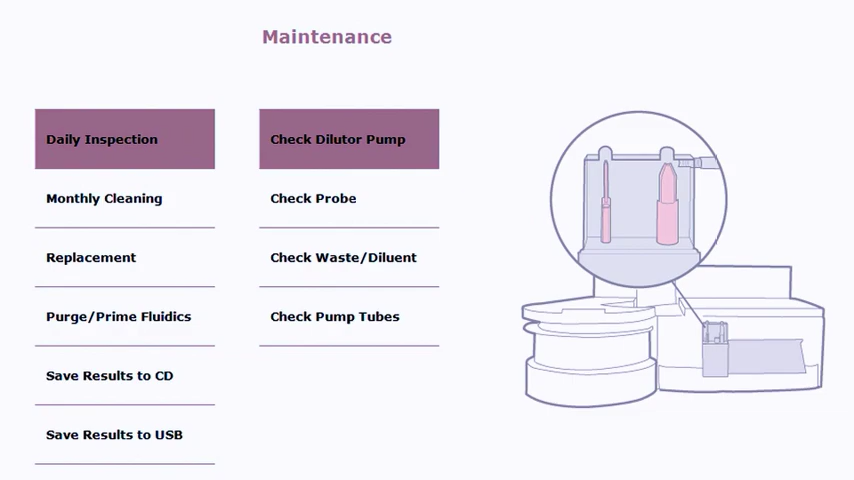 Maintenance
Daily Inspection
Monthly Cleaning
Replacement
Purge/Prime Fluidics
Save Results to CD
Save Results to USB
Check Dilutor Pump
Check Probe
Check Waste/Diluent
Check Pump Tubes